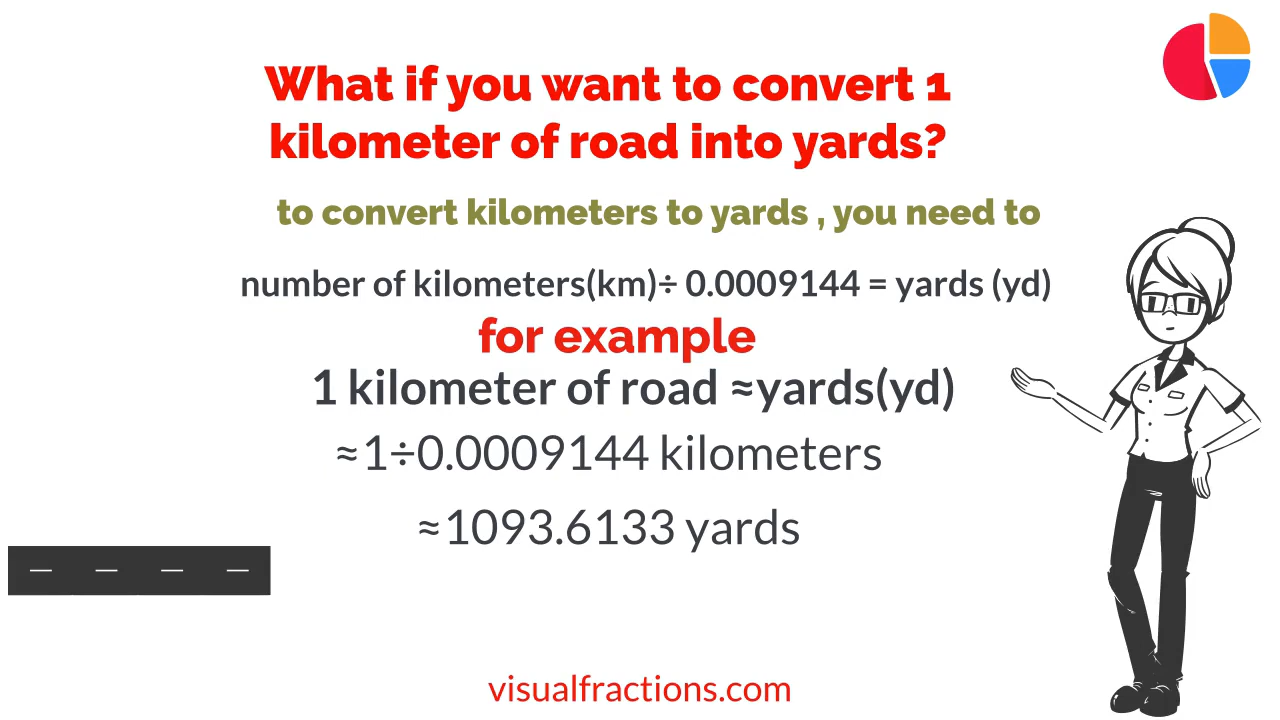 What if you want to convert 1
kilometer of road into yards?
to convert kilometers to yards , you need to
number of kilometers(km)÷ 0.0009144 = yards (yd)
for example
1 kilometer of road ≈yards(yd)
≈1÷0.0009144 kilometers
≈1093.6133 yards
visualfractions.com